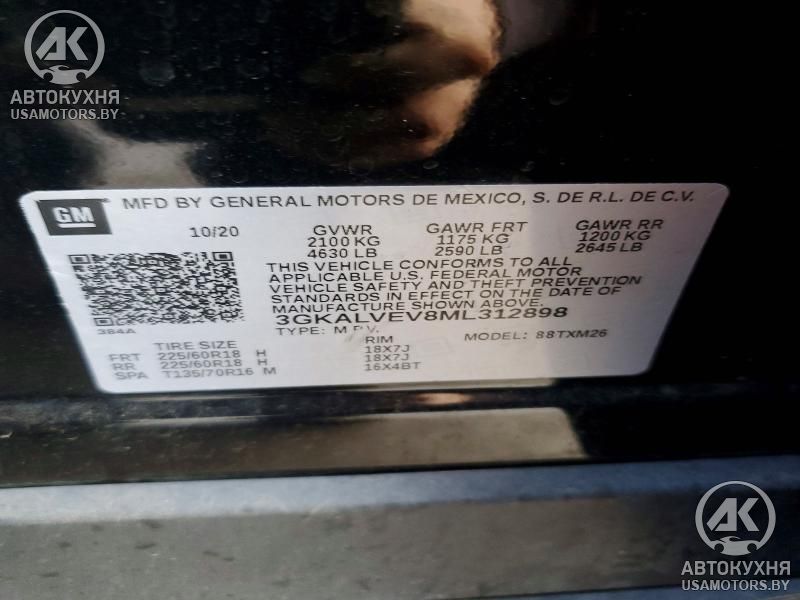 АК
АВТОКУХНЯ
USAMOTORS.BY
GM
MFD BY GENERAL MOTORS DE MEXICO, S. DE R.L. DE C.V.
10/20 GVWR GAWR FRT GAWR RR
2100 KG 1175 KG 1200 KG
4630 LB 2590 LB 2645 LB
THIS VEHICLE CONFORMS TO ALL
APPLICABLE U.S. FEDERAL MOTOR
VEHICLE SAFETY AND THEFT PREVENTION
STANDARDS IN EFFECT ON THE DATE OF
MANUFACTURE SHOWN ABOVE.
3GKALVEV8ML312898
384A TYPE: M.P.V. MODEL: 88TXM26
TIRE SIZE RIM
FRT 225/60R18 H 18X7J
RR 225/60R18 H 18X7J
SPA T135/70R16 M 16X4BT
АК
АВТОКУХНЯ
USAMOTORS.BY